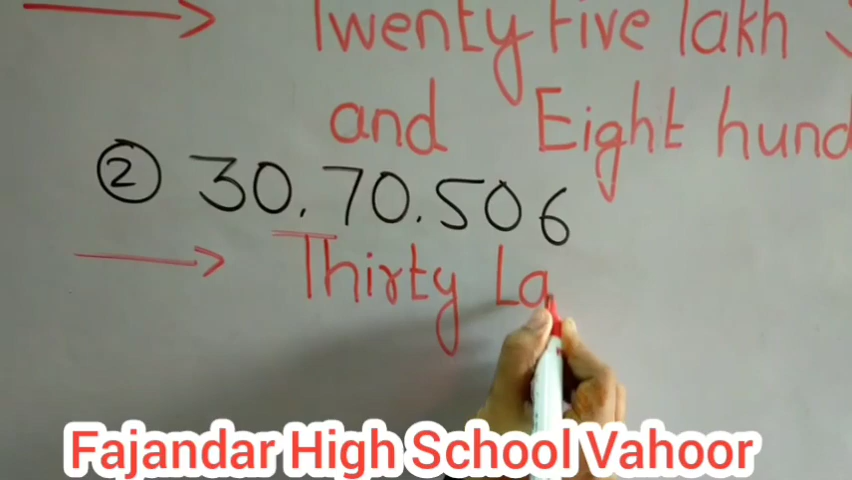 Twenty Five lakh
and Eight hund
② 30.70.506
Thirty La
Fajandar High School Vahoor